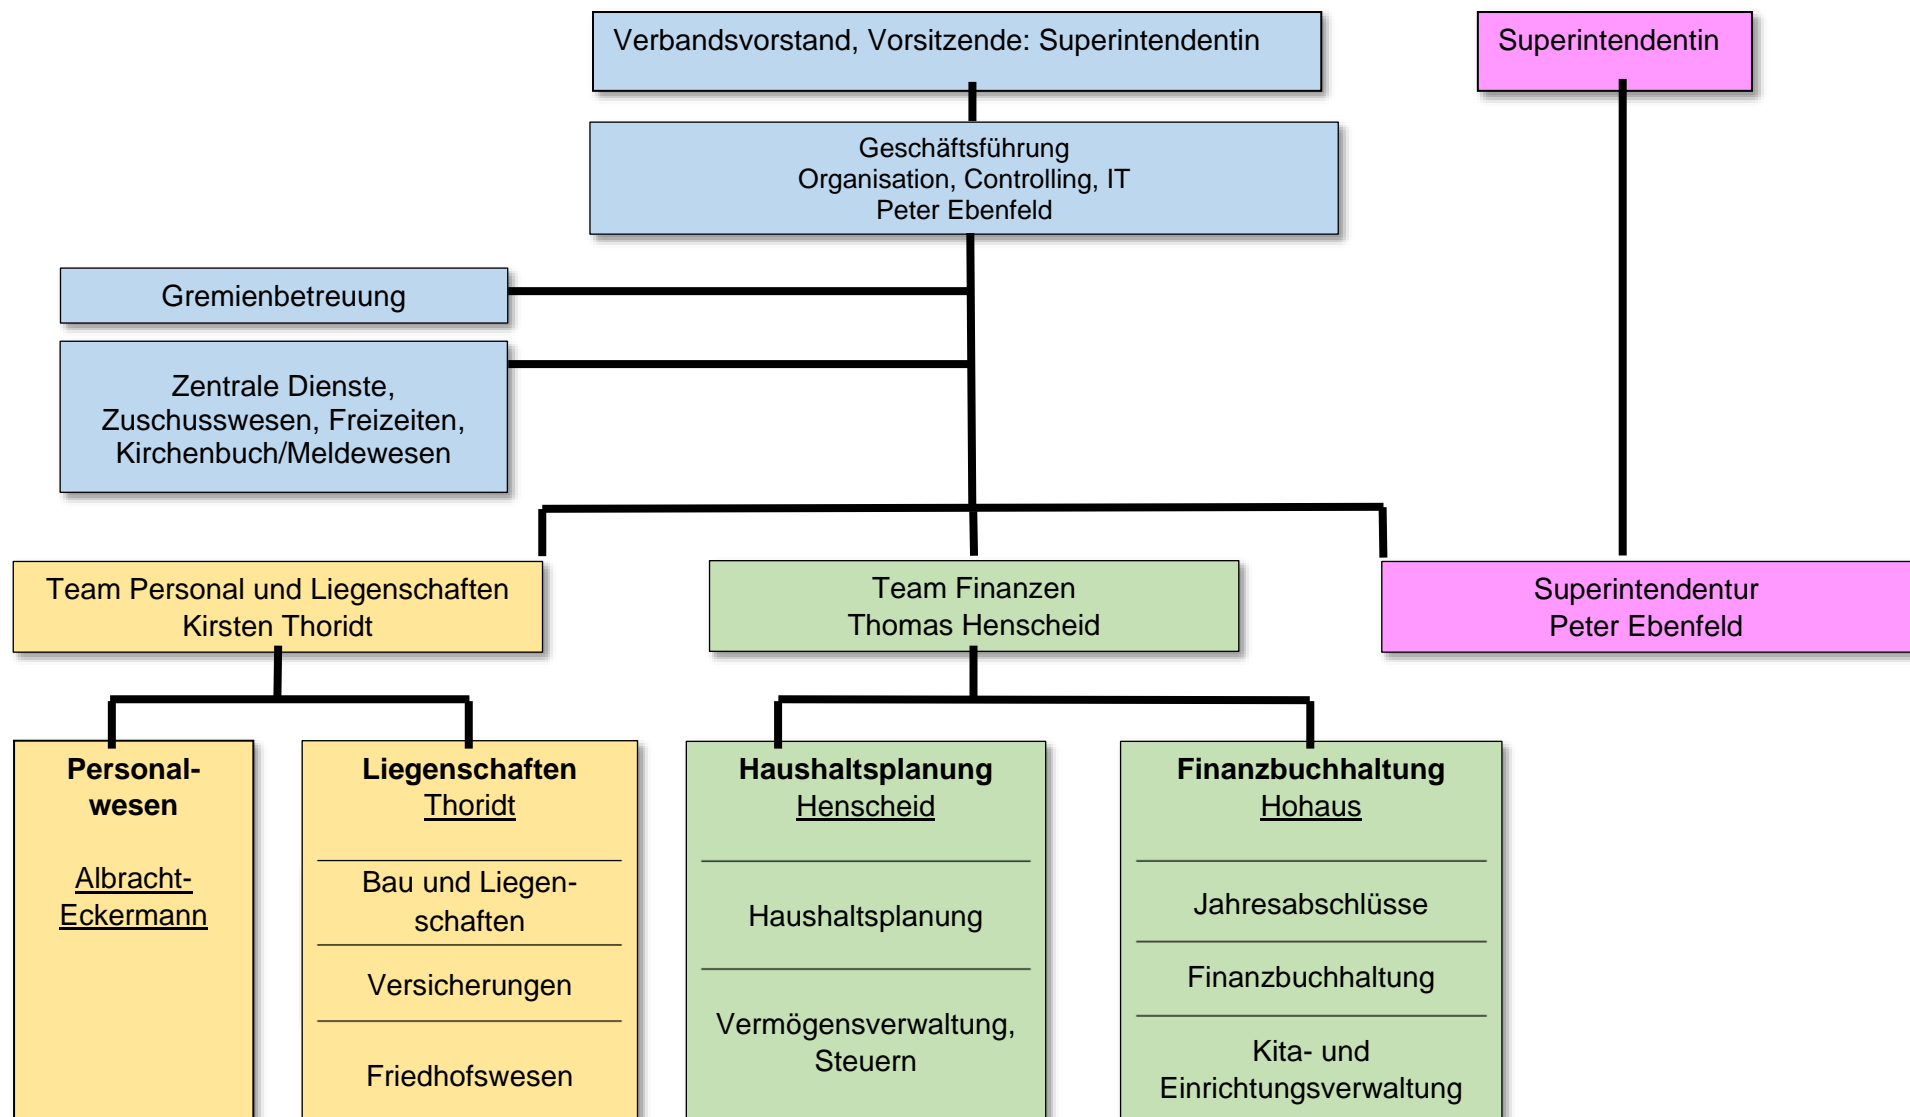 Verbandsvorstand, Vorsitzende: Superintendentin
Superintendentin
Geschäftsführung
Organisation, Controlling, IT
Peter Ebenfeld
Gremienbetreuung
Zentrale Dienste,
Zuschusswesen, Freizeiten,
Kirchenbuch/Meldewesen
Team Personal und Liegenschaften
Kirsten Thoridt
Team Finanzen
Thomas Henscheid
Superintendentur
Peter Ebenfeld
Personal-
wesen
Albracht-
Eckermann
Liegenschaften
Thoridt
Bau und Liegen-
schaften
Versicherungen
Friedhofswesen
Haushaltsplanung
Henscheid
Haushaltsplanung
Vermögensverwaltung,
Steuern
Finanzbuchhaltung
Hohaus
Jahresabschlüsse
Finanzbuchhaltung
Kita- und
Einrichtungsverwaltung